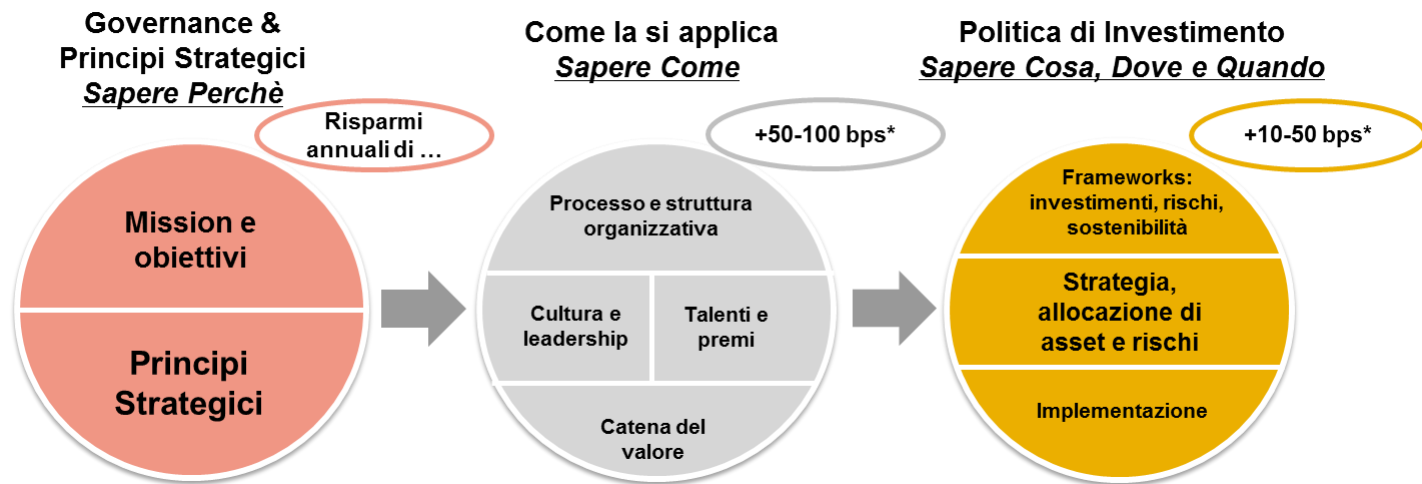 Governance &
Principi Strategici
Sapere Perchè
Risparmi
annuali di …
Mission e
obiettivi
Principi
Strategici
Come la si applica
Sapere Come
+50-100 bps*
Processo e struttura
organizzativa
Cultura e
leadership
Talenti e
premi
Catena del
valore
Politica di Investimento
Sapere Cosa, Dove e Quando
+10-50 bps*
Frameworks:
investimenti, rischi,
sostenibilità
Strategia,
allocazione di
asset e rischi
Implementazione